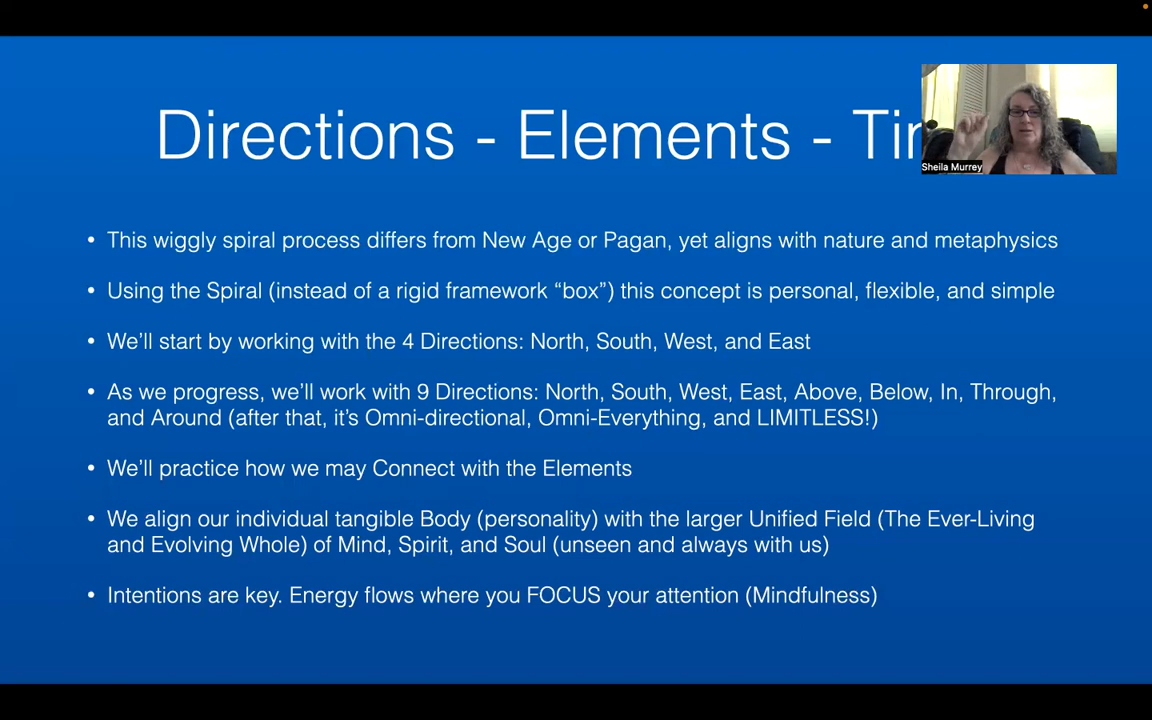 Directions - Elements -
Sheila Murrey
• This wiggly spiral process differs from New Age or Pagan, yet aligns with nature and metaphysics
• Using the Spiral (instead of a rigid framework “box”) this concept is personal, flexible, and simple
• We’ll start by working with the 4 Directions: North, South, West, and East
• As we progress, we’ll work with 9 Directions: North, South, West, East, Above, Below, In, Through,
and Around (after that, it’s Omni-directional, Omni-Everything, and LIMITLESS!)
• We’ll practice how we may Connect with the Elements
• We align our individual tangible Body (personality) with the larger Unified Field (The Ever-Living
and Evolving Whole) of Mind, Spirit, and Soul (unseen and always with us)
• Intentions are key. Energy flows where you FOCUS your attention (Mindfulness)